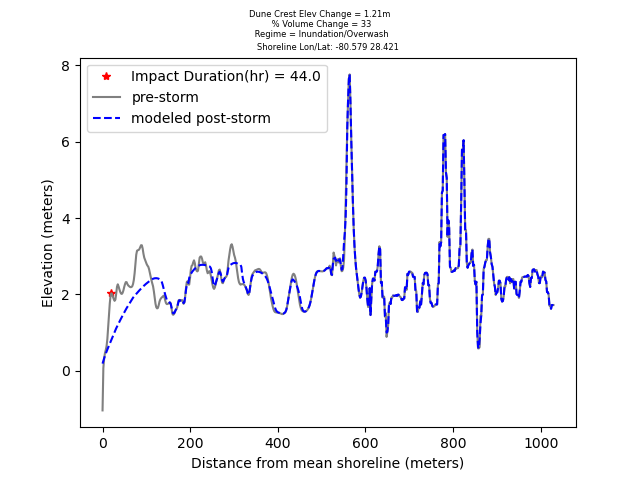 Dune Crest Elev Change = 1.21m
% Volume Change = 33
Regime = Inundation/Overwash
Shoreline Lon/Lat: -80.579 28.421
Impact Duration(hr) = 44.0
pre-storm
modeled post-storm
8
6
4
2
0
Elevation (meters)
0 200 400 600 800 1000
Distance from mean shoreline (meters)